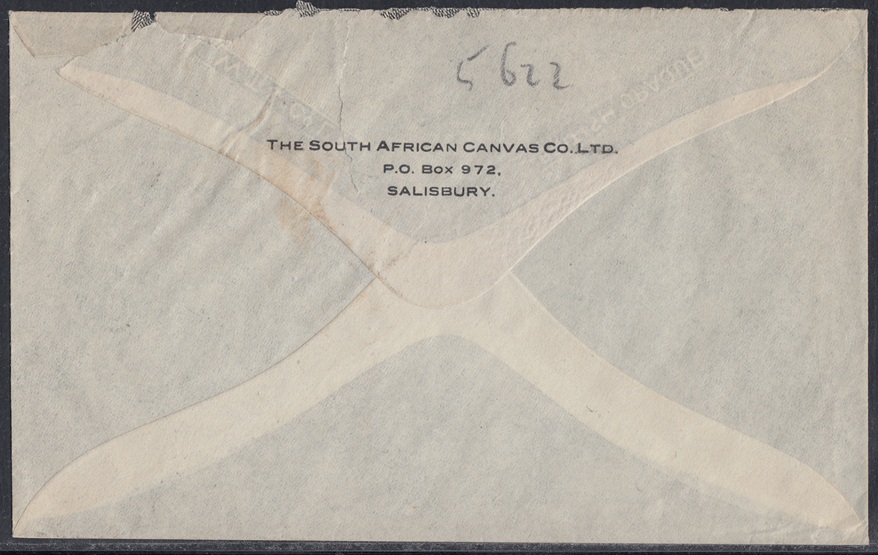 5622
THE SOUTH AFRICAN CANVAS CO. LTD.
P.O. BOX 972,
SALISBURY.